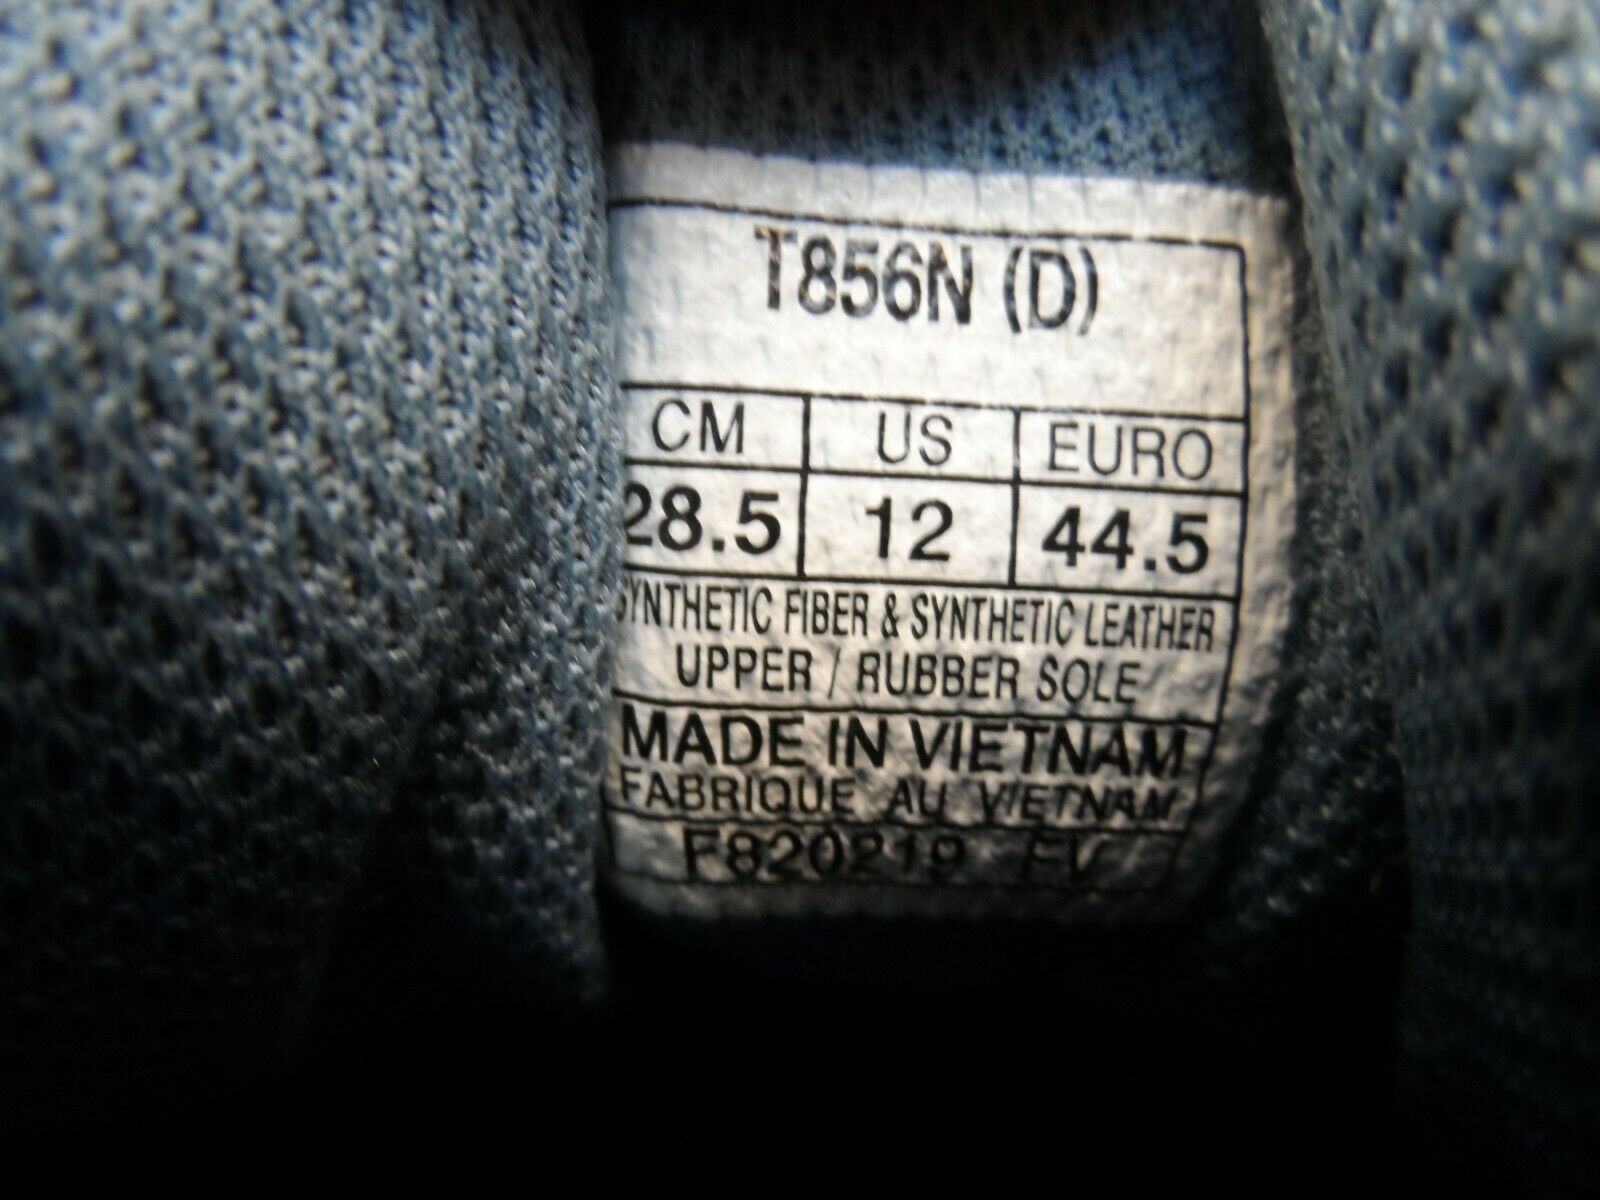 T856N (D)
CM US EURO
28.5 12 44.5
SYNTHETIC FIBER & SYNTHETIC LEATHER
UPPER / RUBBER SOLE
MADE IN VIETNAM
FABRIQUE AU VIETNAM
F820219 FV